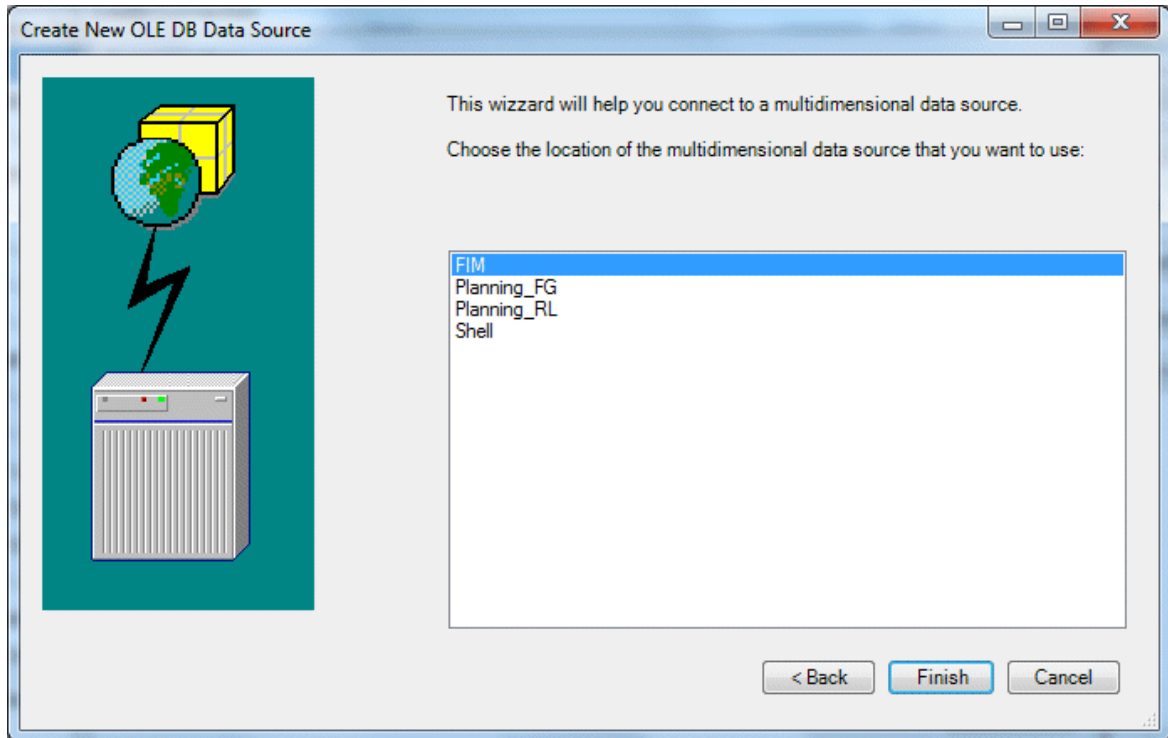 Create New OLE DB Data Source
This wizzard will help you connect to a multidimensional data source.
Choose the location of the multidimensional data source that you want to use:
FIM
Planning_FG
Planning_RL
Shell
< Back Finish Cancel